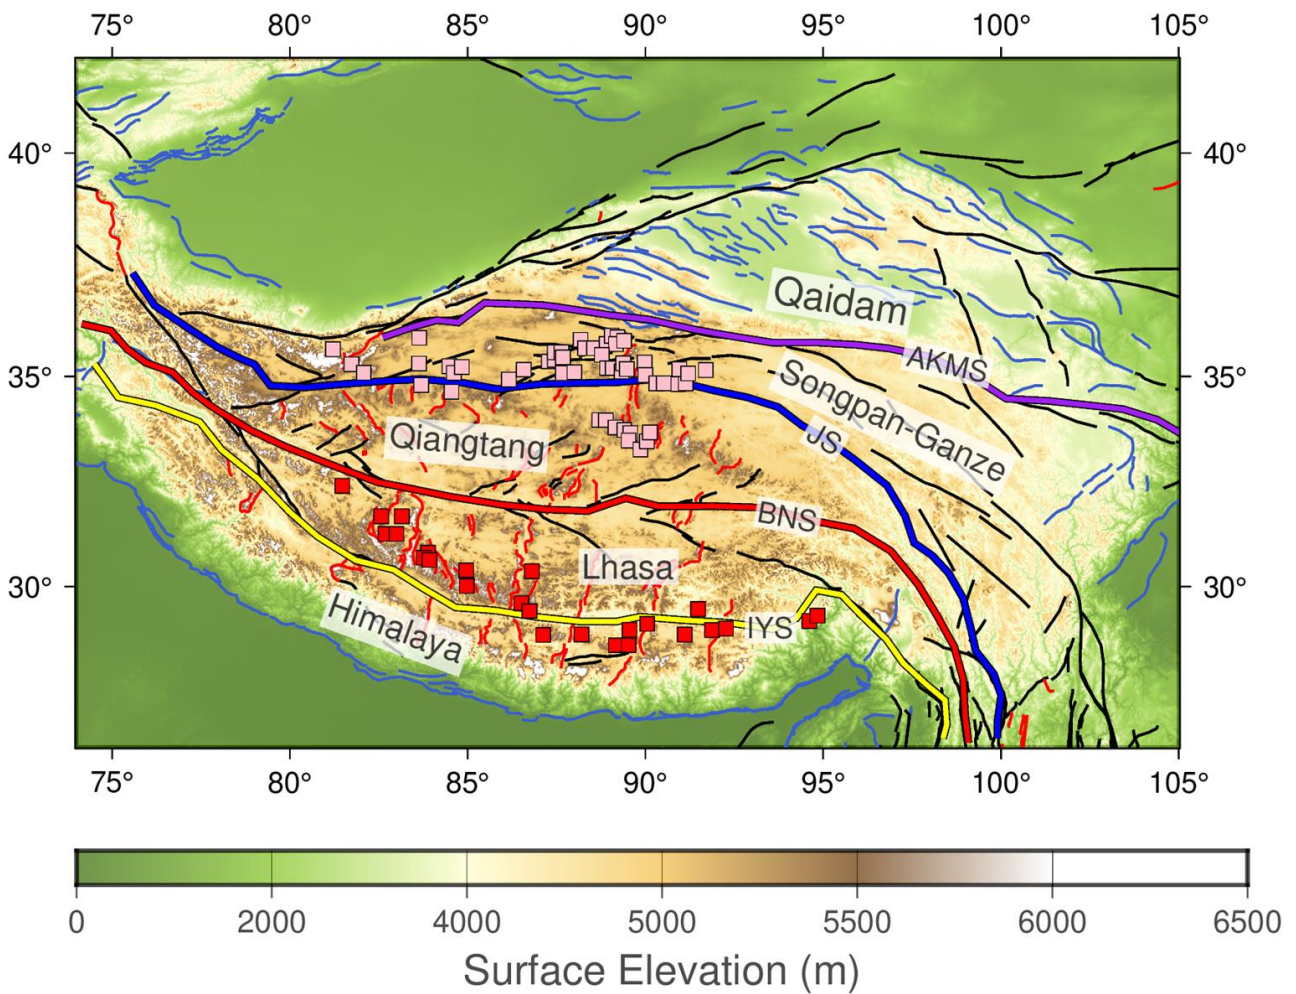 75° 80° 85° 90° 95° 100° 105°
40° 40°
Qaidam
AKMS
35° 35°
Songpan-Ganze
JS
Qiangtang
BNS
Lhasa
30° 30°
Himalaya
IYS
75° 80° 85° 90° 95° 100° 105°
0 2000 4000 5000 5500 6000 6500
Surface Elevation (m)